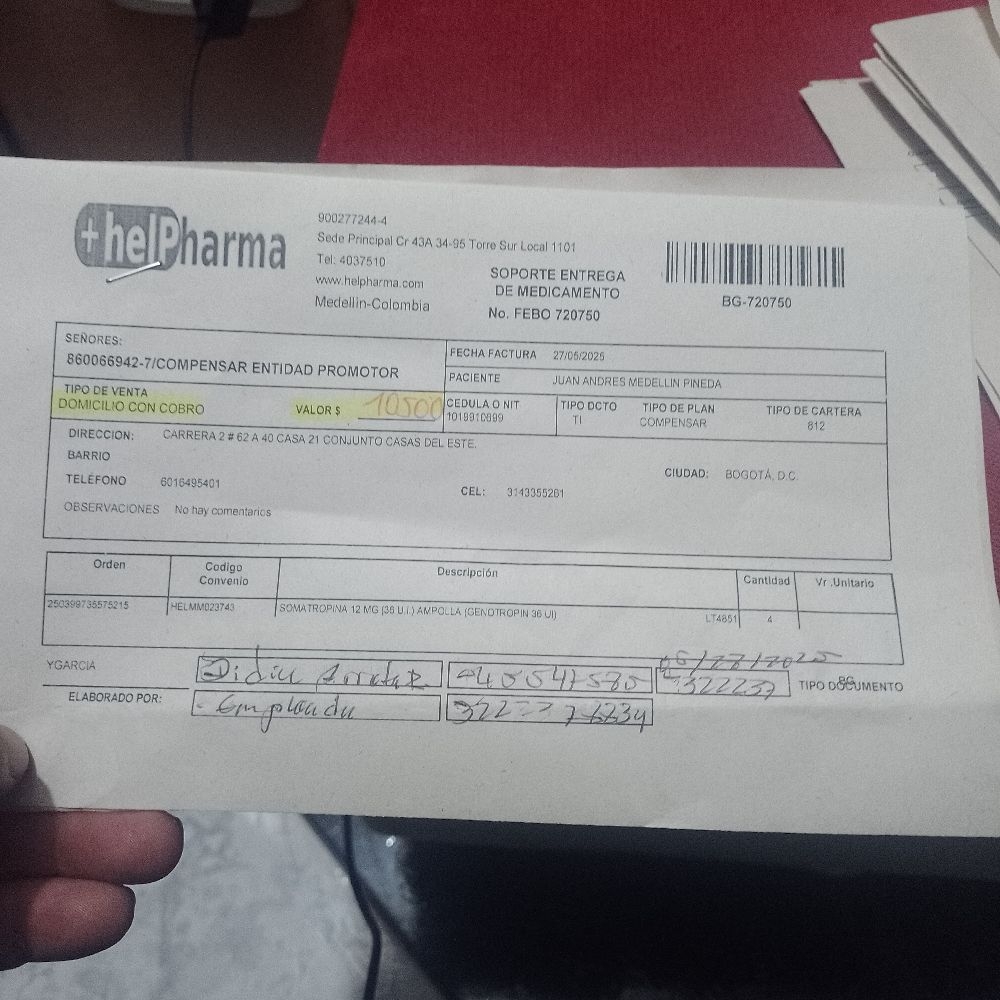 +helPharma
900277244-4
Sede Principal Cr 43A 34-95 Torre Sur Local 1101
Tel: 4037510
www.helpharma.com
Medellin-Colombia
SOPORTE ENTREGA
DE MEDICAMENTO
No. FEBO 720750
BG-720750
SEÑORES:
860066942-7/COMPENSAR ENTIDAD PROMOTOR
FECHA FACTURA 27/05/2025
PACIENTE JUAN ANDRES MEDELLIN PINEDA
TIPO DE VENTA
DOMICILIO CON COBRO VALOR $ 10500
CEDULA O NIT
1018910899
TIPO DCTO
TI
TIPO DE PLAN
COMPENSAR
TIPO DE CARTERA
812
DIRECCION: CARRERA 2 # 62 A 40 CASA 21 CONJUNTO CASAS DEL ESTE.
BARRIO
CIUDAD: BOGOTÁ, D.C.
TELÉFONO 6016495401
CEL: 3143355261
OBSERVACIONES No hay comentarios
Orden Codigo Convenio Descripción Cantidad Vr .Unitario
250399735575215 HELMM023743 SOMATROPINA 12 MG (36 U.I.) AMPOLLA (GENOTROPIN 36 UI) LT4851 4
YGARCIA
TIPO DOCUMENTO
86
ELABORADO POR: